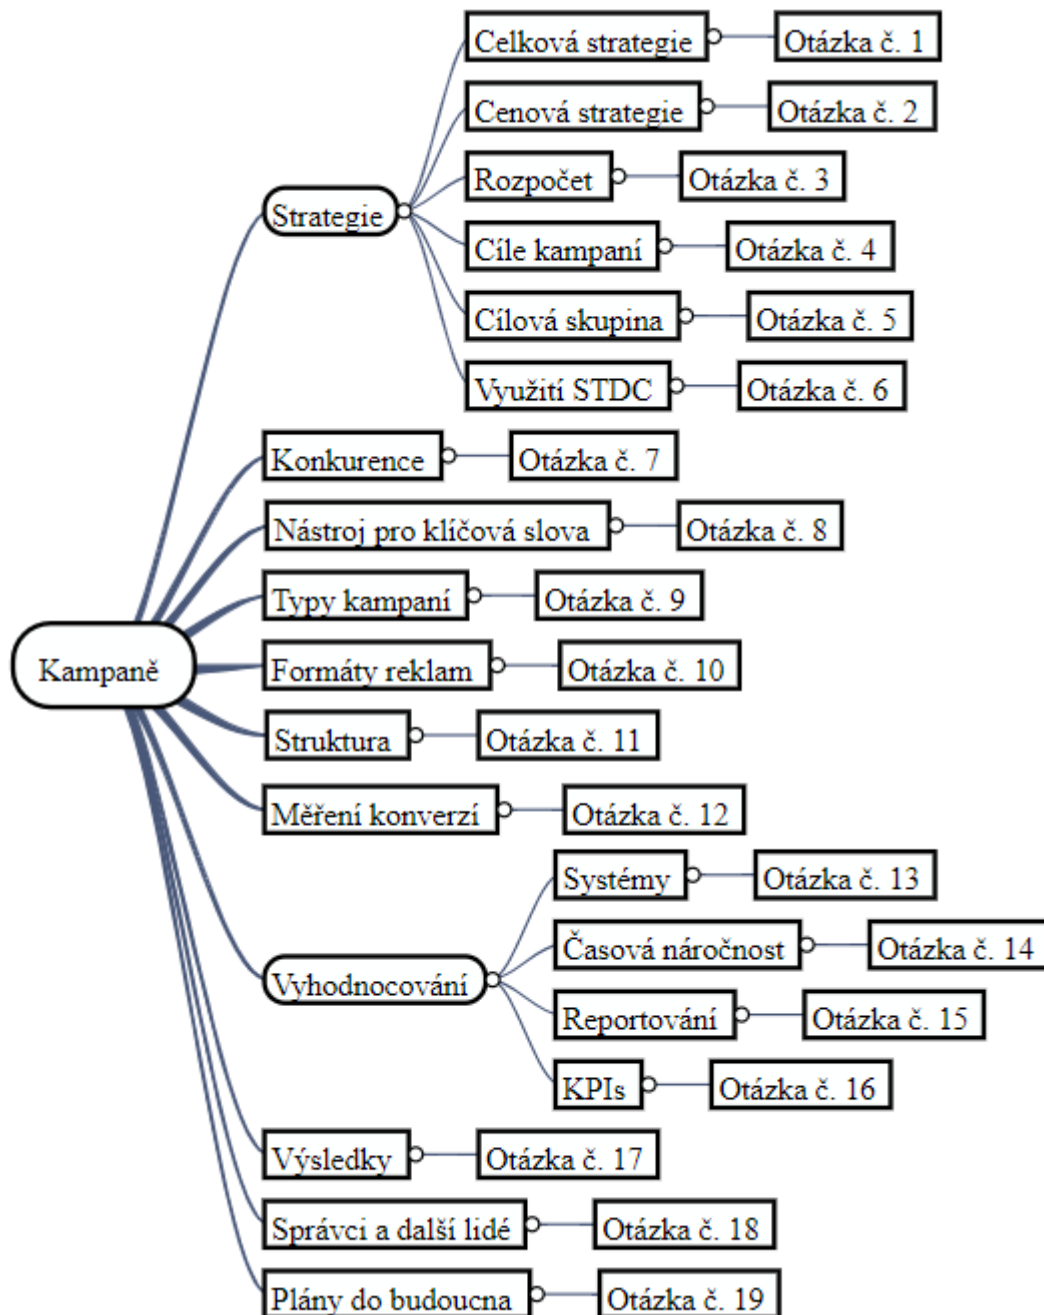 Celková strategie
Otázka č. 1
Cenová strategie
Otázka č. 2
Rozpočet
Otázka č. 3
Strategie
Cíle kampaní
Otázka č. 4
Cílová skupina
Otázka č. 5
Využití STDC
Otázka č. 6
Konkurence
Otázka č. 7
Nástroj pro klíčová slova
Otázka č. 8
Typy kampaní
Otázka č. 9
Kampaně
Formáty reklam
Otázka č. 10
Struktura
Otázka č. 11
Měření konverzí
Otázka č. 12
Systémy
Otázka č. 13
Časová náročnost
Otázka č. 14
Vyhodnocování
Reportování
Otázka č. 15
KPIs
Otázka č. 16
Výsledky
Otázka č. 17
Správci a další lidé
Otázka č. 18
Plány do budoucna
Otázka č. 19